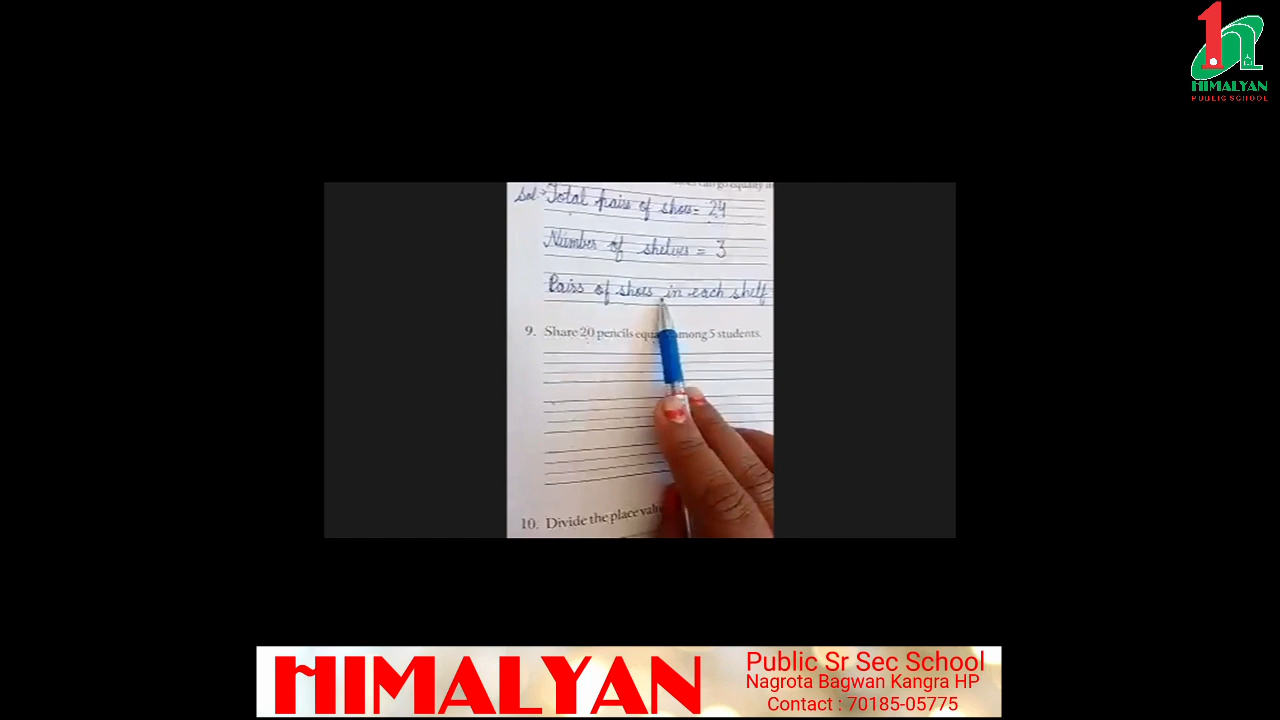 HIMALYAN
PUBLIC SCHOOL
Sol:- Total pairs of shoes = 24
Number of shelves = 3
Pairs of shoes in each shelf
9. Share 20 pencils among 5 students.
10. Divide the place
HIMALYAN
Public Sr Sec School
Nagrota Bagwan Kangra HP
Contact : 70185-05775